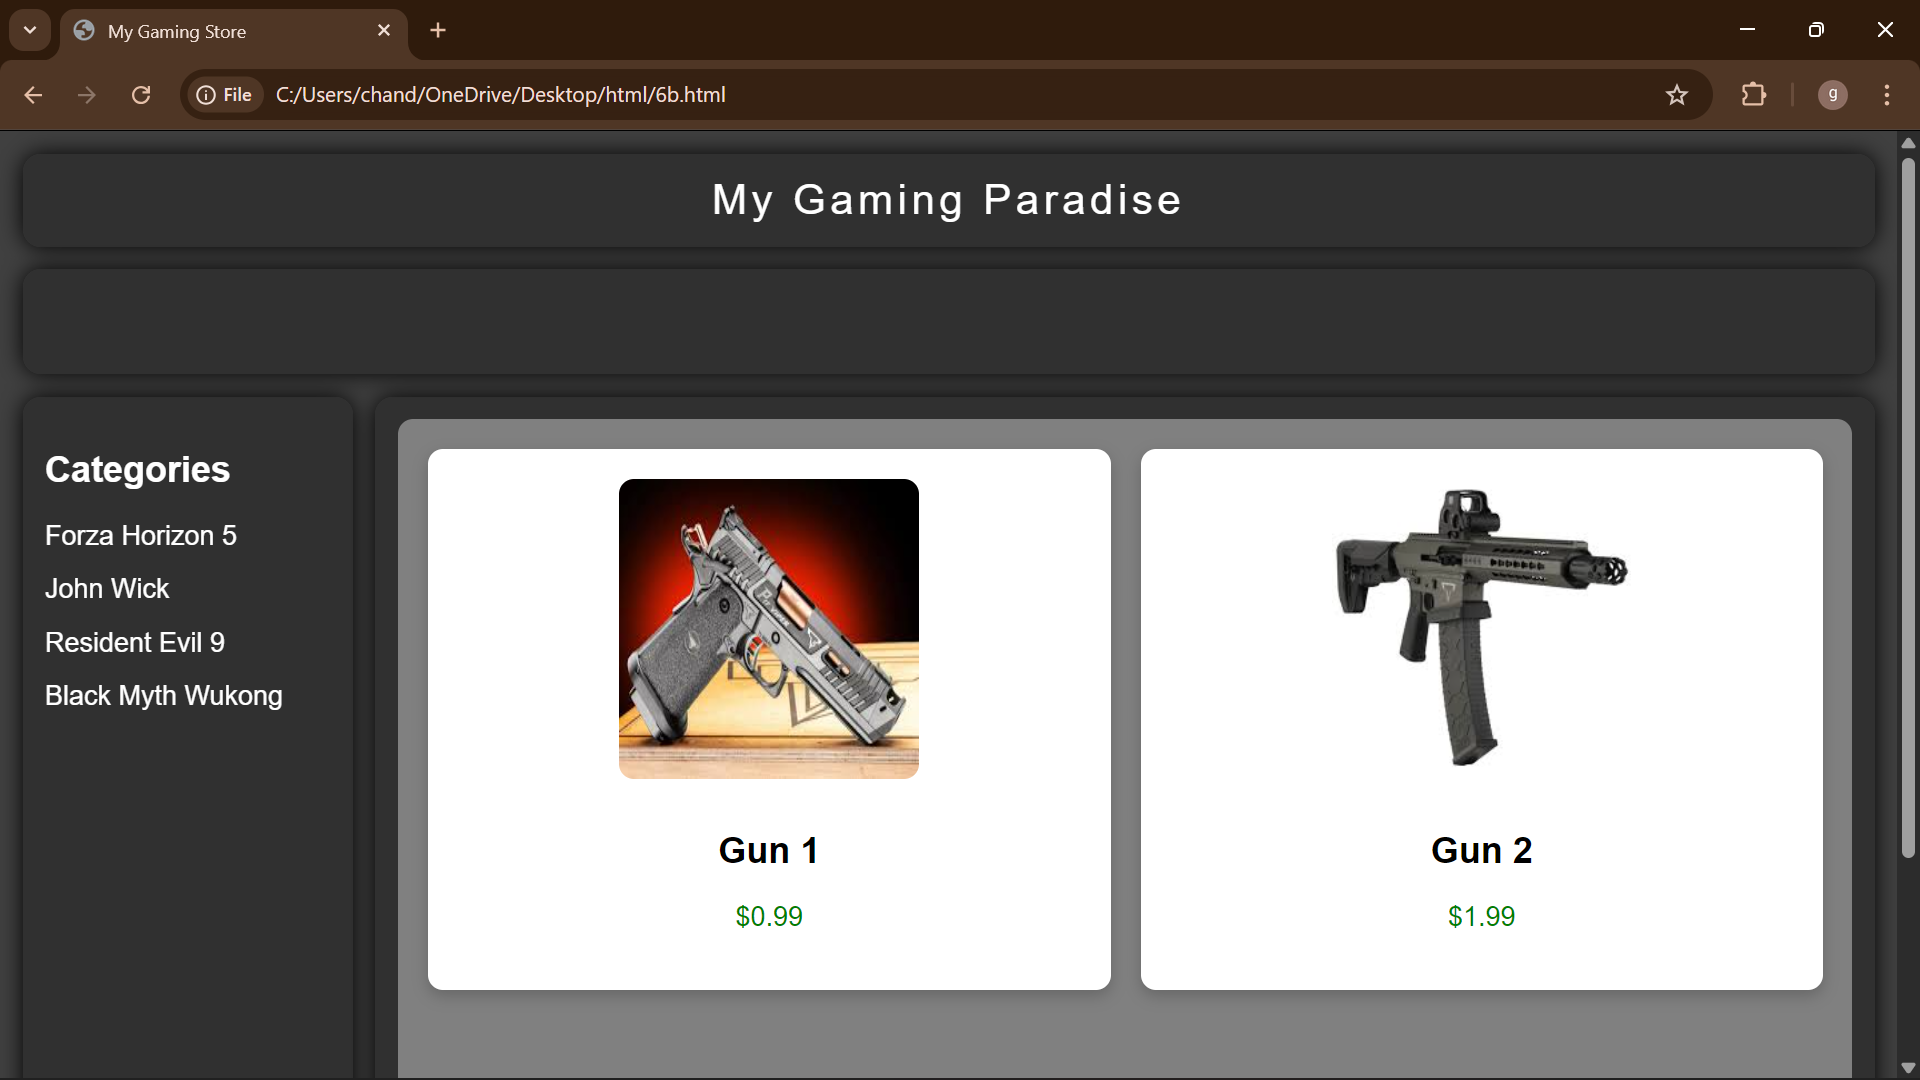 My Gaming Store
File
C:/Users/chand/OneDrive/Desktop/html/6b.html
g
My Gaming Paradise
Categories
Forza Horizon 5
John Wick
Resident Evil 9
Black Myth Wukong
Gun 1
$0.99
Gun 2
$1.99